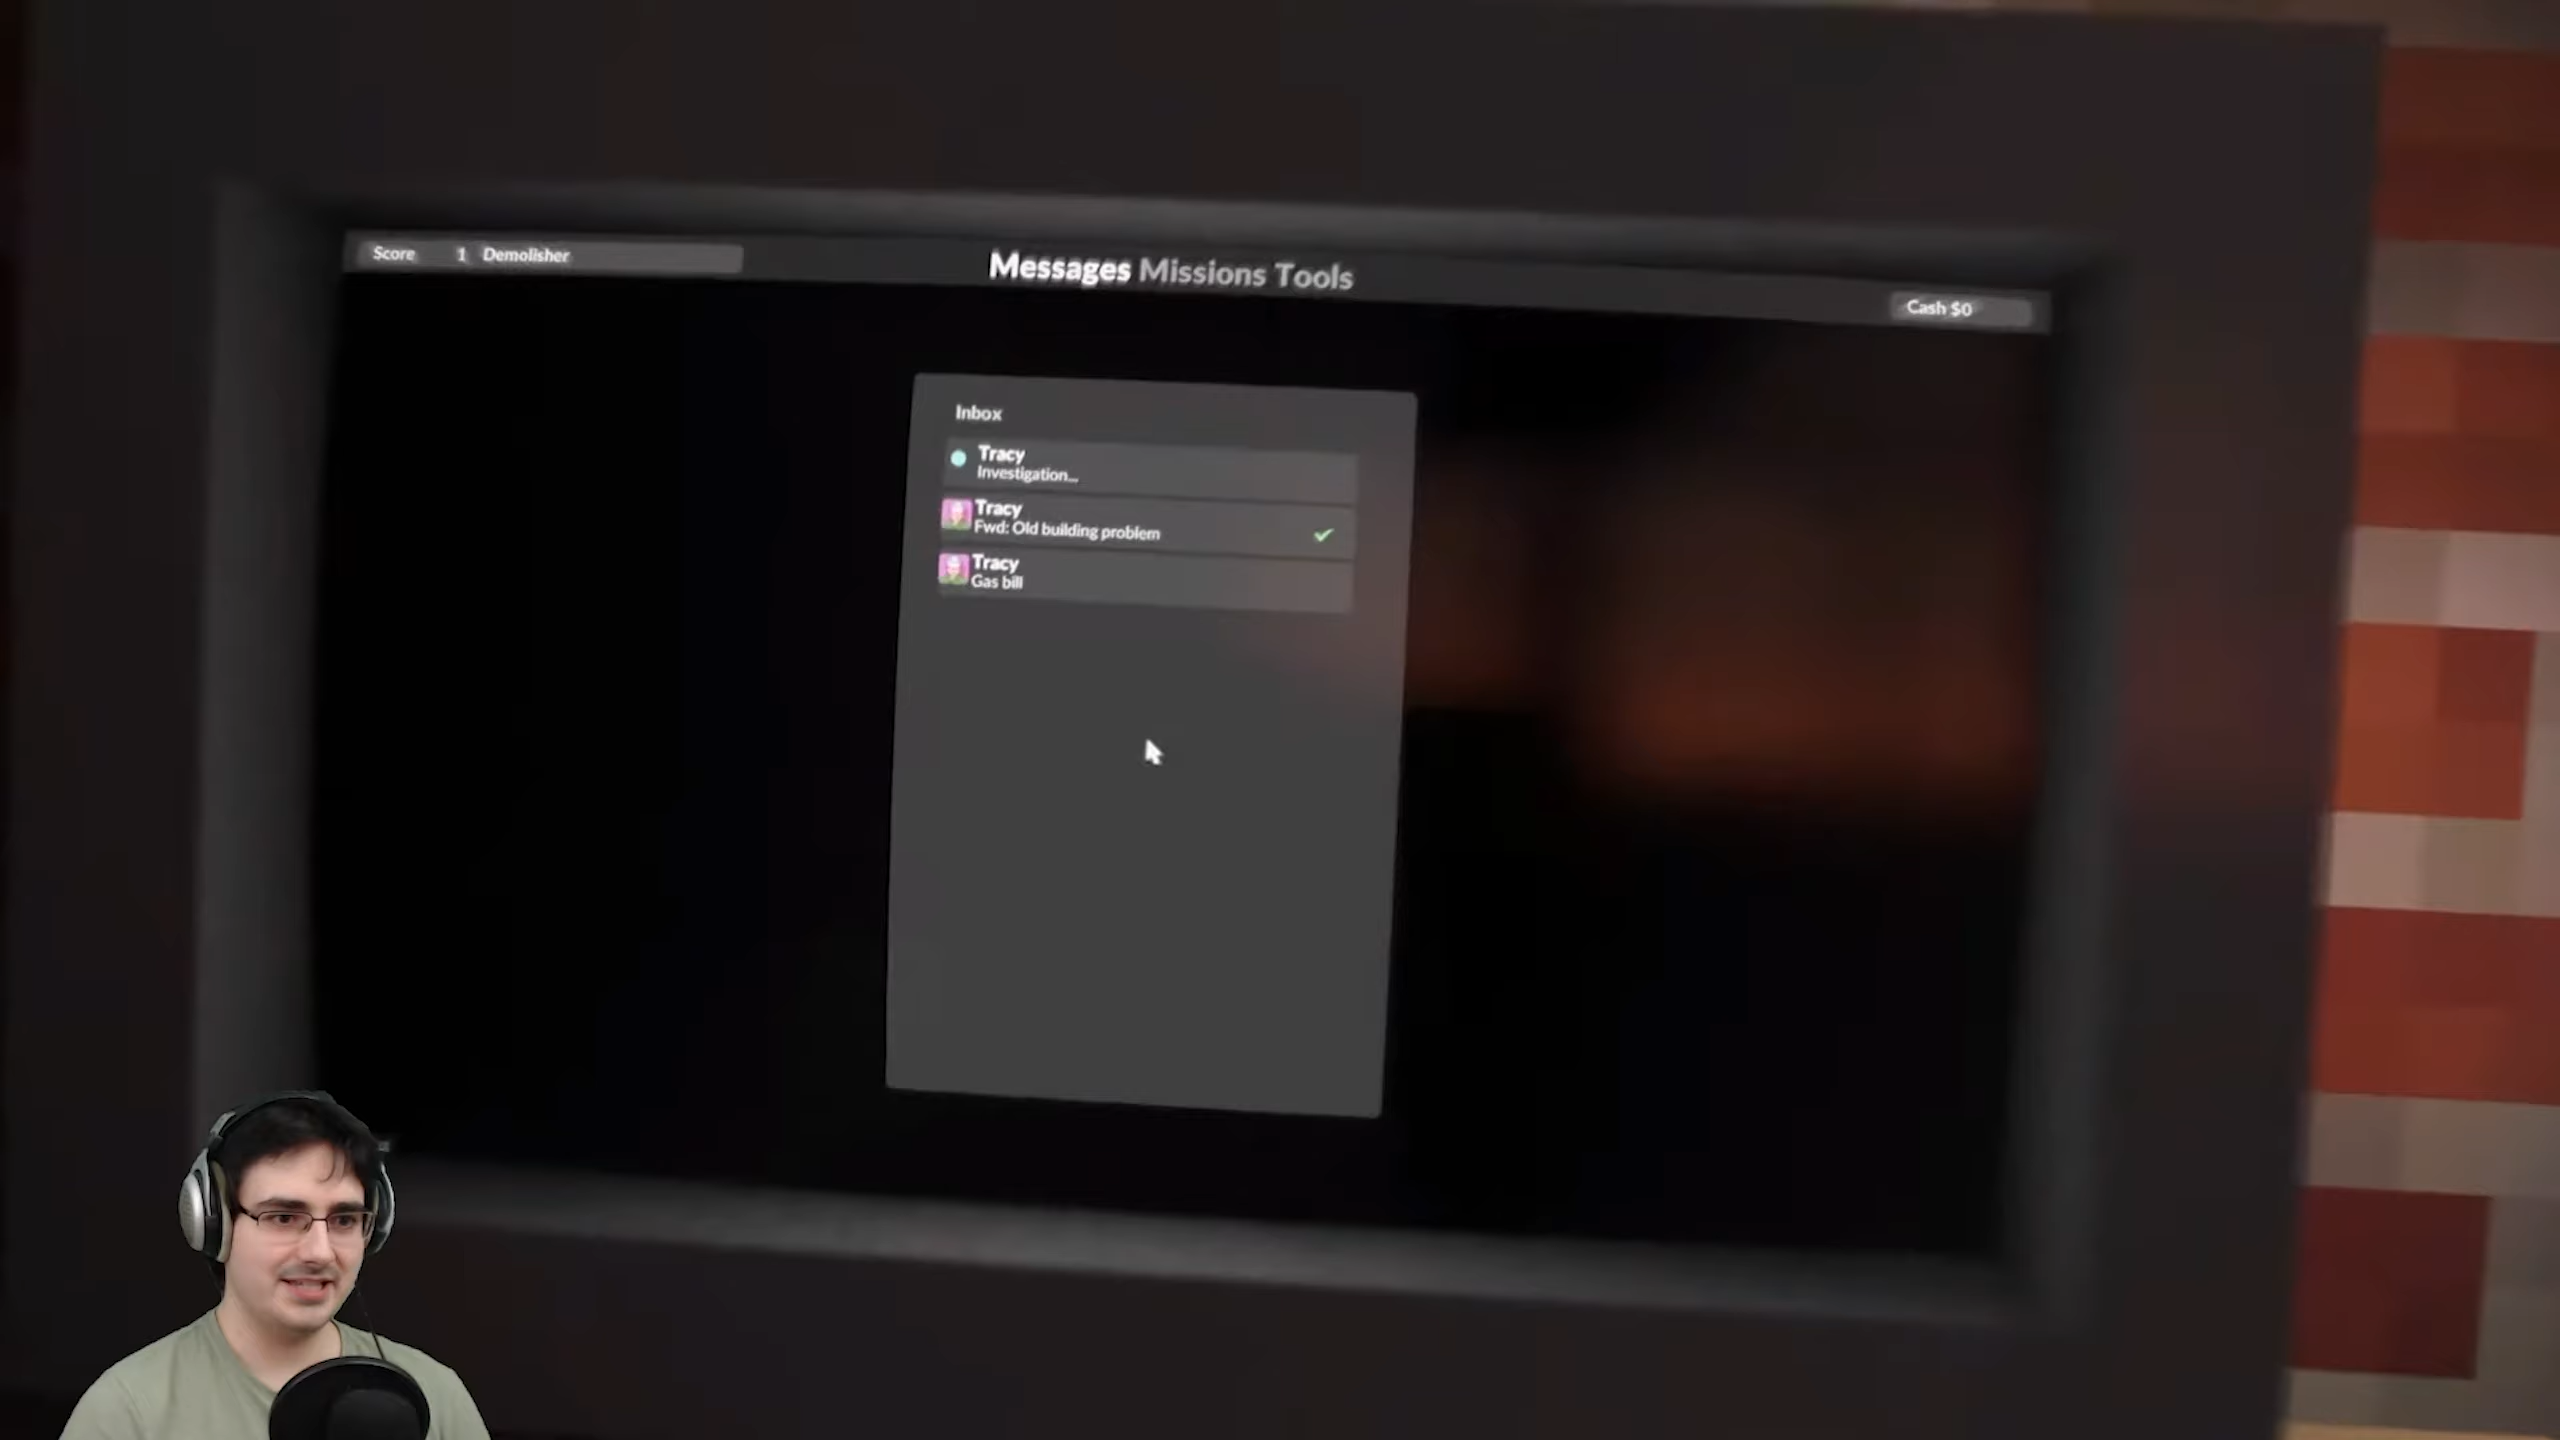 Score 1 Demolisher
Messages Missions Tools
Cash $0
Inbox
Tracy
Investigation...
Tracy
Fwd: Old building problem
Tracy
Gas bill